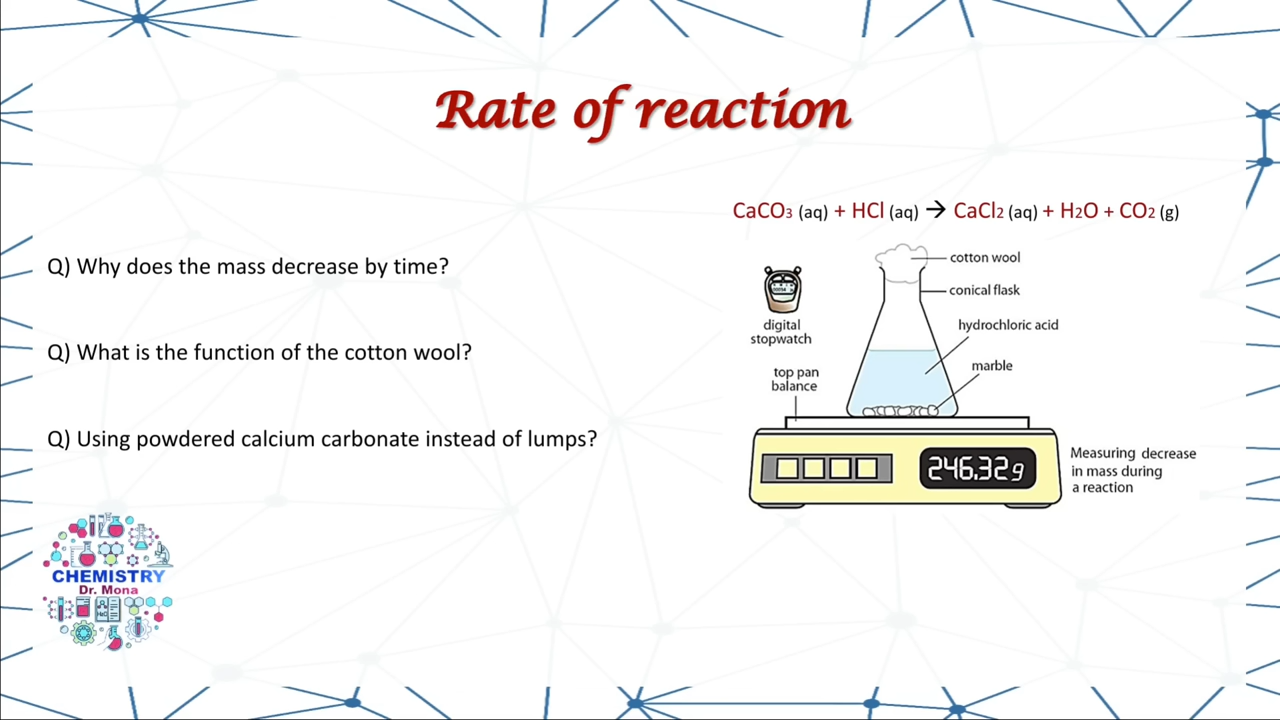 Rate of reaction
CaCO3 (aq) + HCl (aq) → CaCl2 (aq) + H2O + CO2 (g)
Q) Why does the mass decrease by time?
Q) What is the function of the cotton wool?
Q) Using powdered calcium carbonate instead of lumps?
cotton wool
conical flask
digital
stopwatch
hydrochloric acid
marble
top pan
balance
246.32g
Measuring decrease
in mass during
a reaction
CHEMISTRY
Dr. Mona